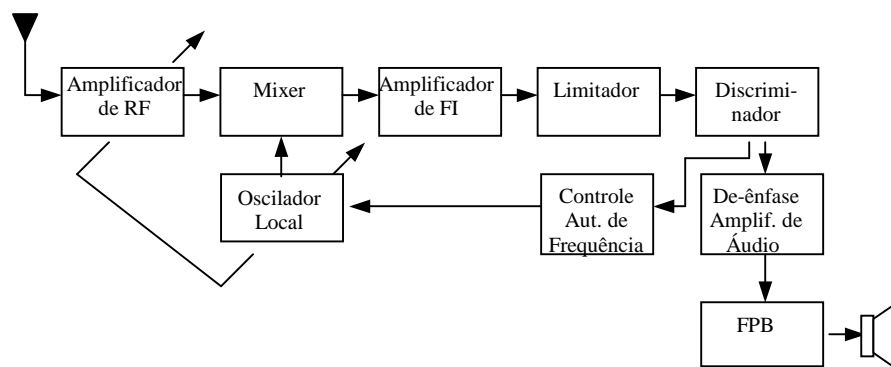 Amplificador
de RF
Mixer
Amplificador
de FI
Limitador
Discrimi-
nador
Oscilador
Local
Controle
Aut. de
Frequência
De-ênfase
Amplif. de
Áudio
FPB